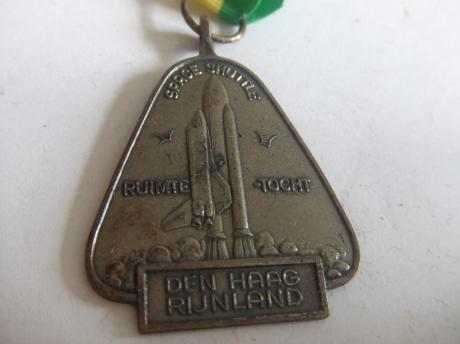 SPACE SHUTTLE
RUIMTE -TOCHT
DEN HAAG
RIJNLAND